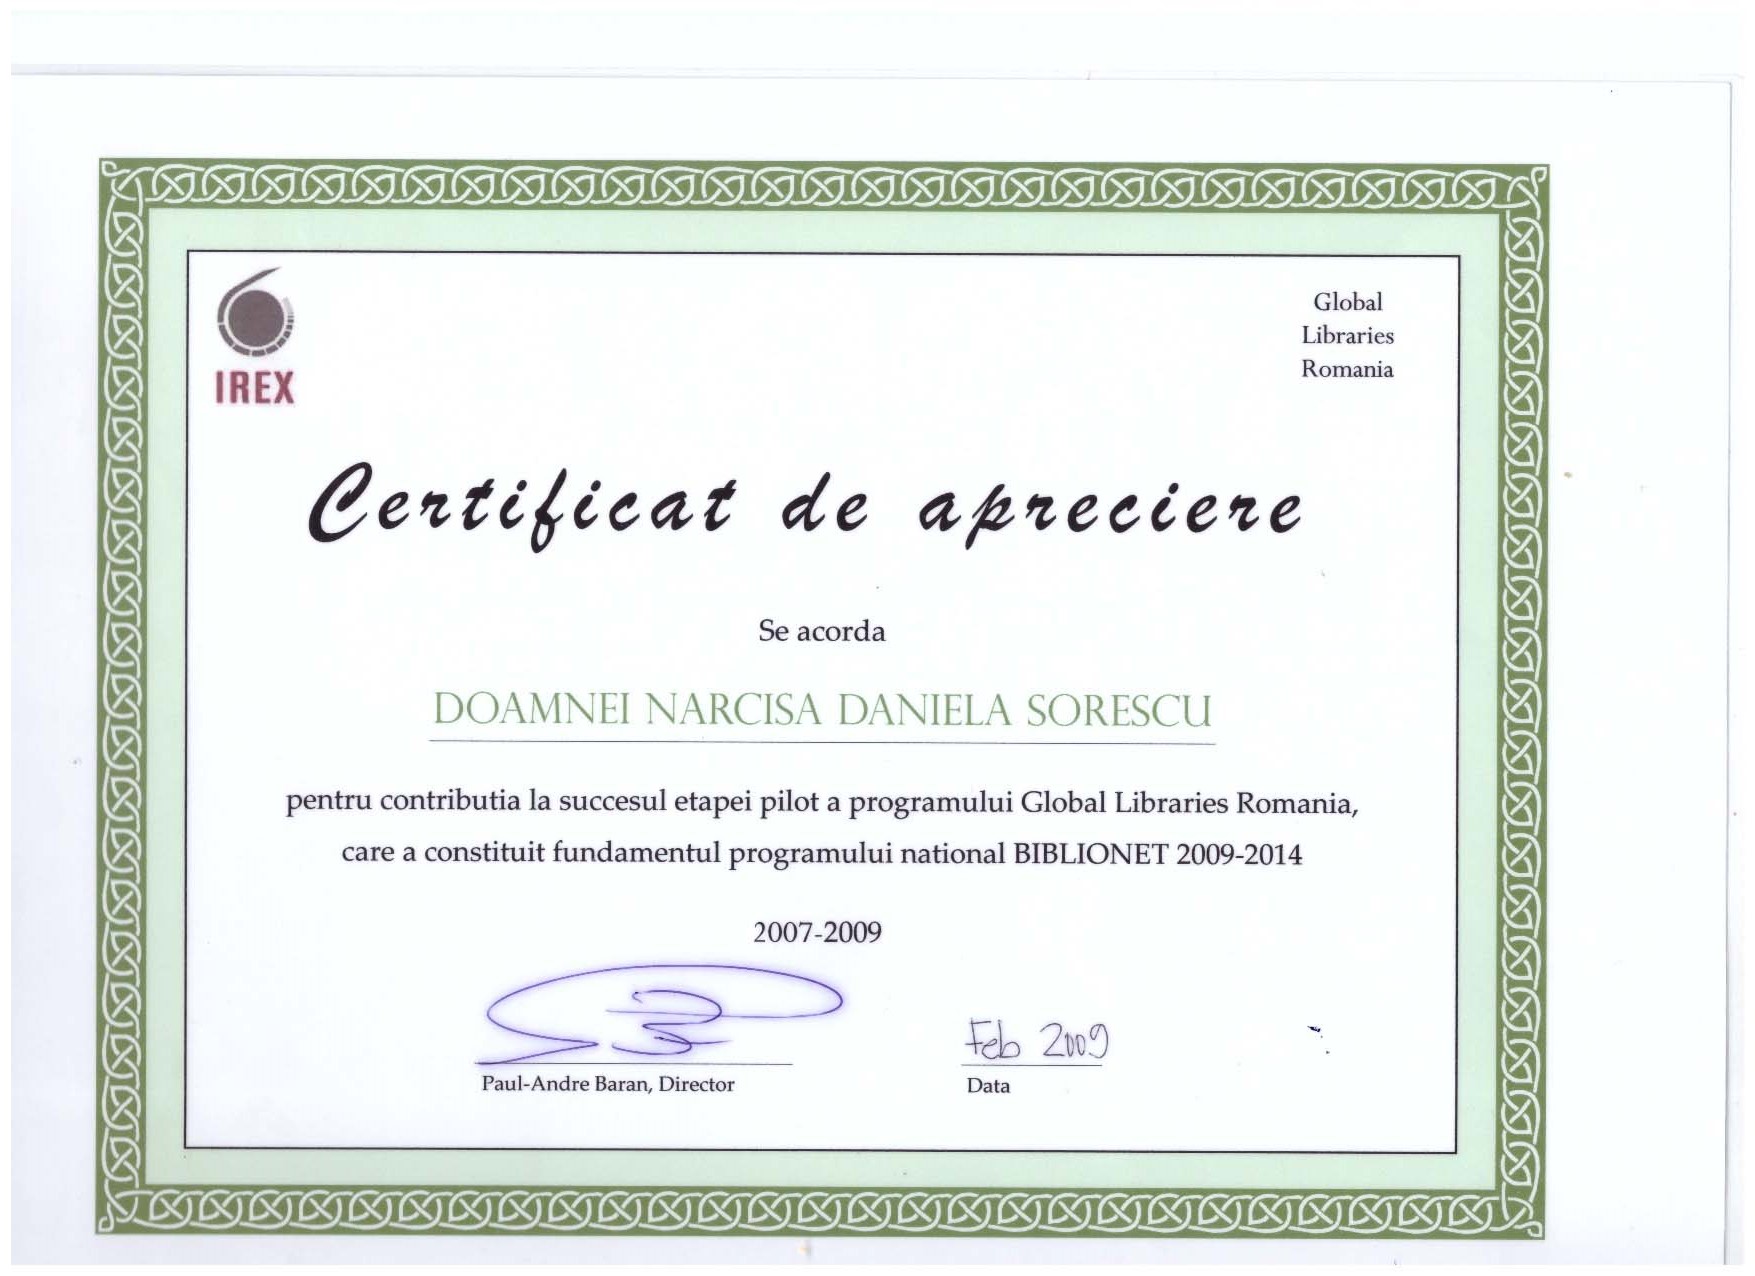 IREX
Global
Libraries
Romania
Certificat de apreciere
Se acorda
DOAMNEI NARCISA DANIELA SORESCU
pentru contributia la succesul etapei pilot a programului Global Libraries Romania,
care a constituit fundamentul programului national BIBLIONET 2009-2014
2007-2009
Feb 2009
Paul-Andre Baran, Director
Data